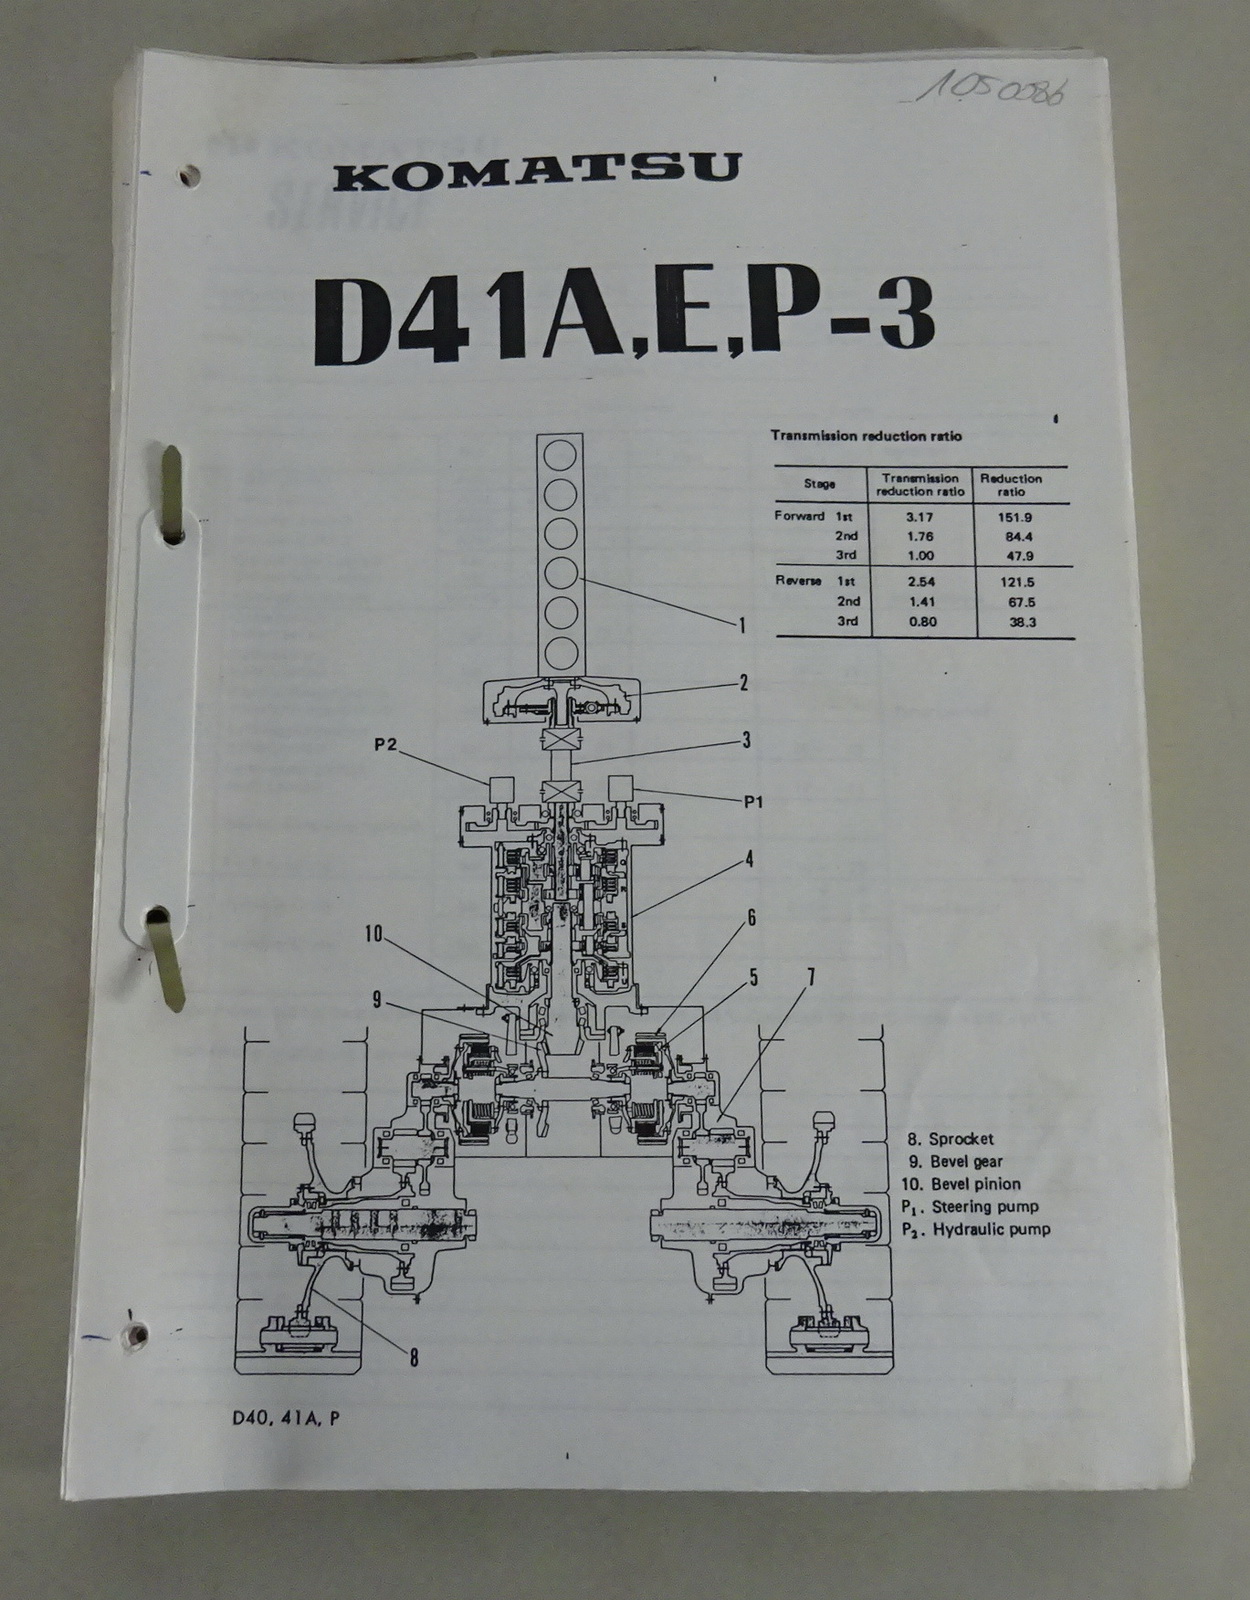 1050086
KOMATSU
SERVICE
D41A,E,P-3
Transmission reduction ratio
Stage Transmission reduction ratio Reduction ratio
Forward 1st 3.17 151.9
2nd 1.76 84.4
3rd 1.00 47.9
Reverse 1st 2.54 121.5
2nd 1.41 67.5
3rd 0.80 38.3
1
2
P2
3
P1
4
6
10
5
7
9
8. Sprocket
9. Bevel gear
10. Bevel pinion
P₁. Steering pump
P₂. Hydraulic pump
8
D40, 41A, P